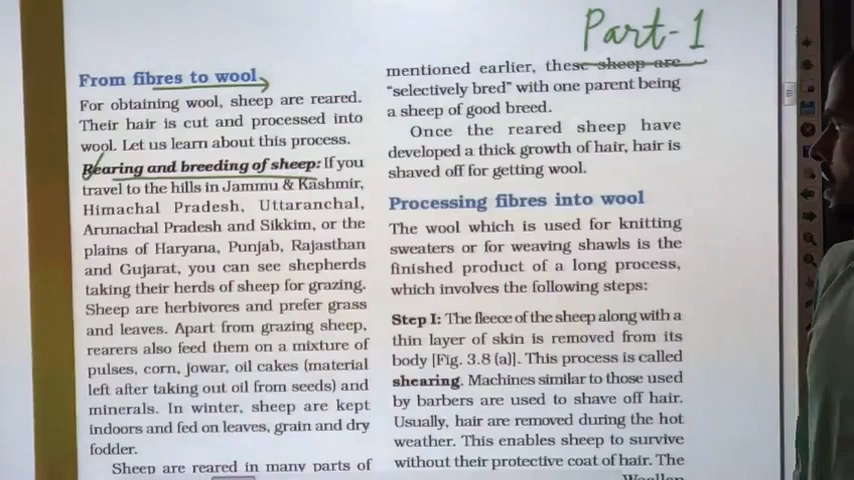 Part-1
From fibres to wool
For obtaining wool, sheep are reared.
Their hair is cut and processed into
wool. Let us learn about this process.
Rearing and breeding of sheep: If you
travel to the hills in Jammu & Kashmir,
Himachal Pradesh, Uttaranchal,
Arunachal Pradesh and Sikkim, or the
plains of Haryana, Punjab, Rajasthan
and Gujarat, you can see shepherds
taking their herds of sheep for grazing.
Sheep are herbivores and prefer grass
and leaves. Apart from grazing sheep,
rearers also feed them on a mixture of
pulses, corn, jowar, oil cakes (material
left after taking out oil from seeds) and
minerals. In winter, sheep are kept
indoors and fed on leaves, grain and dry
fodder.
Sheep are reared in many parts of
mentioned earlier, these sheep are
“selectively bred” with one parent being
a sheep of good breed.
Once the reared sheep have
developed a thick growth of hair, hair is
shaved off for getting wool.
Processing fibres into wool
The wool which is used for knitting
sweaters or for weaving shawls is the
finished product of a long process,
which involves the following steps:
Step I: The fleece of the sheep along with a
thin layer of skin is removed from its
body [Fig. 3.8 (a)]. This process is called
shearing. Machines similar to those used
by barbers are used to shave off hair.
Usually, hair are removed during the hot
weather. This enables sheep to survive
without their protective coat of hair. The